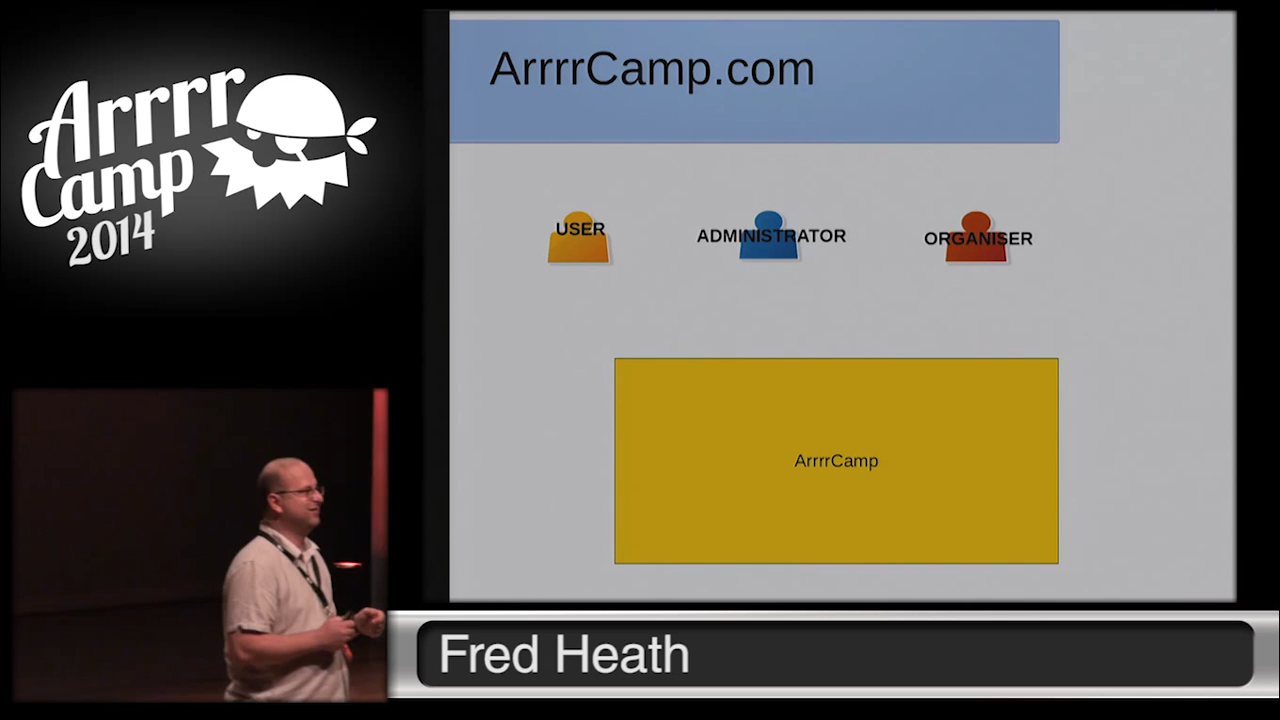 Arrrr
Camp
2014
ArrrrCamp.com
USER
ADMINISTRATOR
ORGANISER
ArrrrCamp
Fred Heath